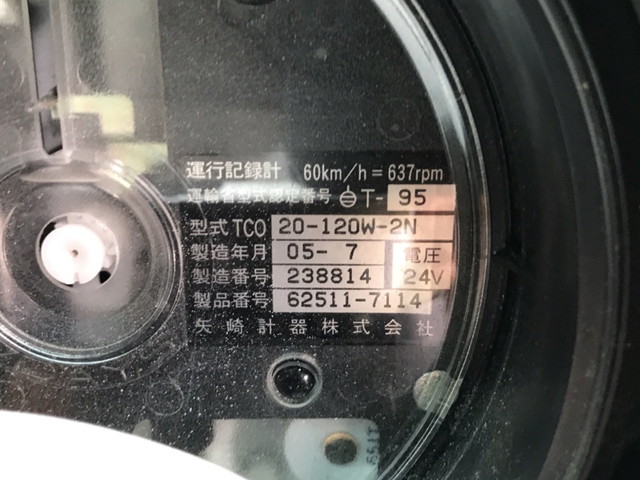 運行記録計 60km/h=637rpm
運輸省型式認定番号 T- 95
型式TCO 20-120W-2N
製造年月 05- 7 電圧
製造番号 238814 24V
製品番号 62511-7114
矢崎計器株式会社